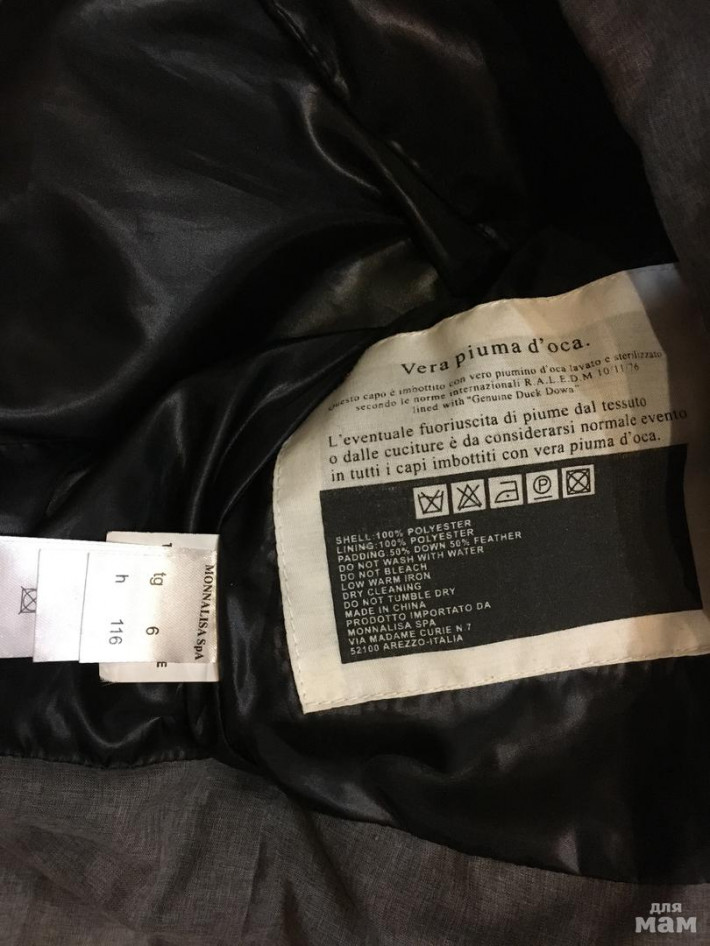 Vera piuma d'oca.
Questo capo è imbottito con vero piumino d'oca lavato e sterilizzato
secondo le norme internazionali R.A.L.E.D.M 10/11/76
lined with "Genuine Duck Down"
L'eventuale fuoriuscita di piume dal tessuto
o dalle cuciture è da considerarsi normale evento
in tutti i capi imbottiti con vera piuma d'oca.
P
SHELL:100% POLYESTER
LINING:100% POLYESTER
PADDING:50% DOWN 50% FEATHER
DO NOT WASH WITH WATER
DO NOT BLEACH
LOW WARM IRON
DRY CLEANING
DO NOT TUMBLE DRY
MADE IN CHINA
PRODOTTO IMPORTATO DA
MONNALISA SPA
VIA MADAME CURIE N.7
52100 AREZZO-ITALIA
MONNALISA SpA
tg 6
h 116
для
мам